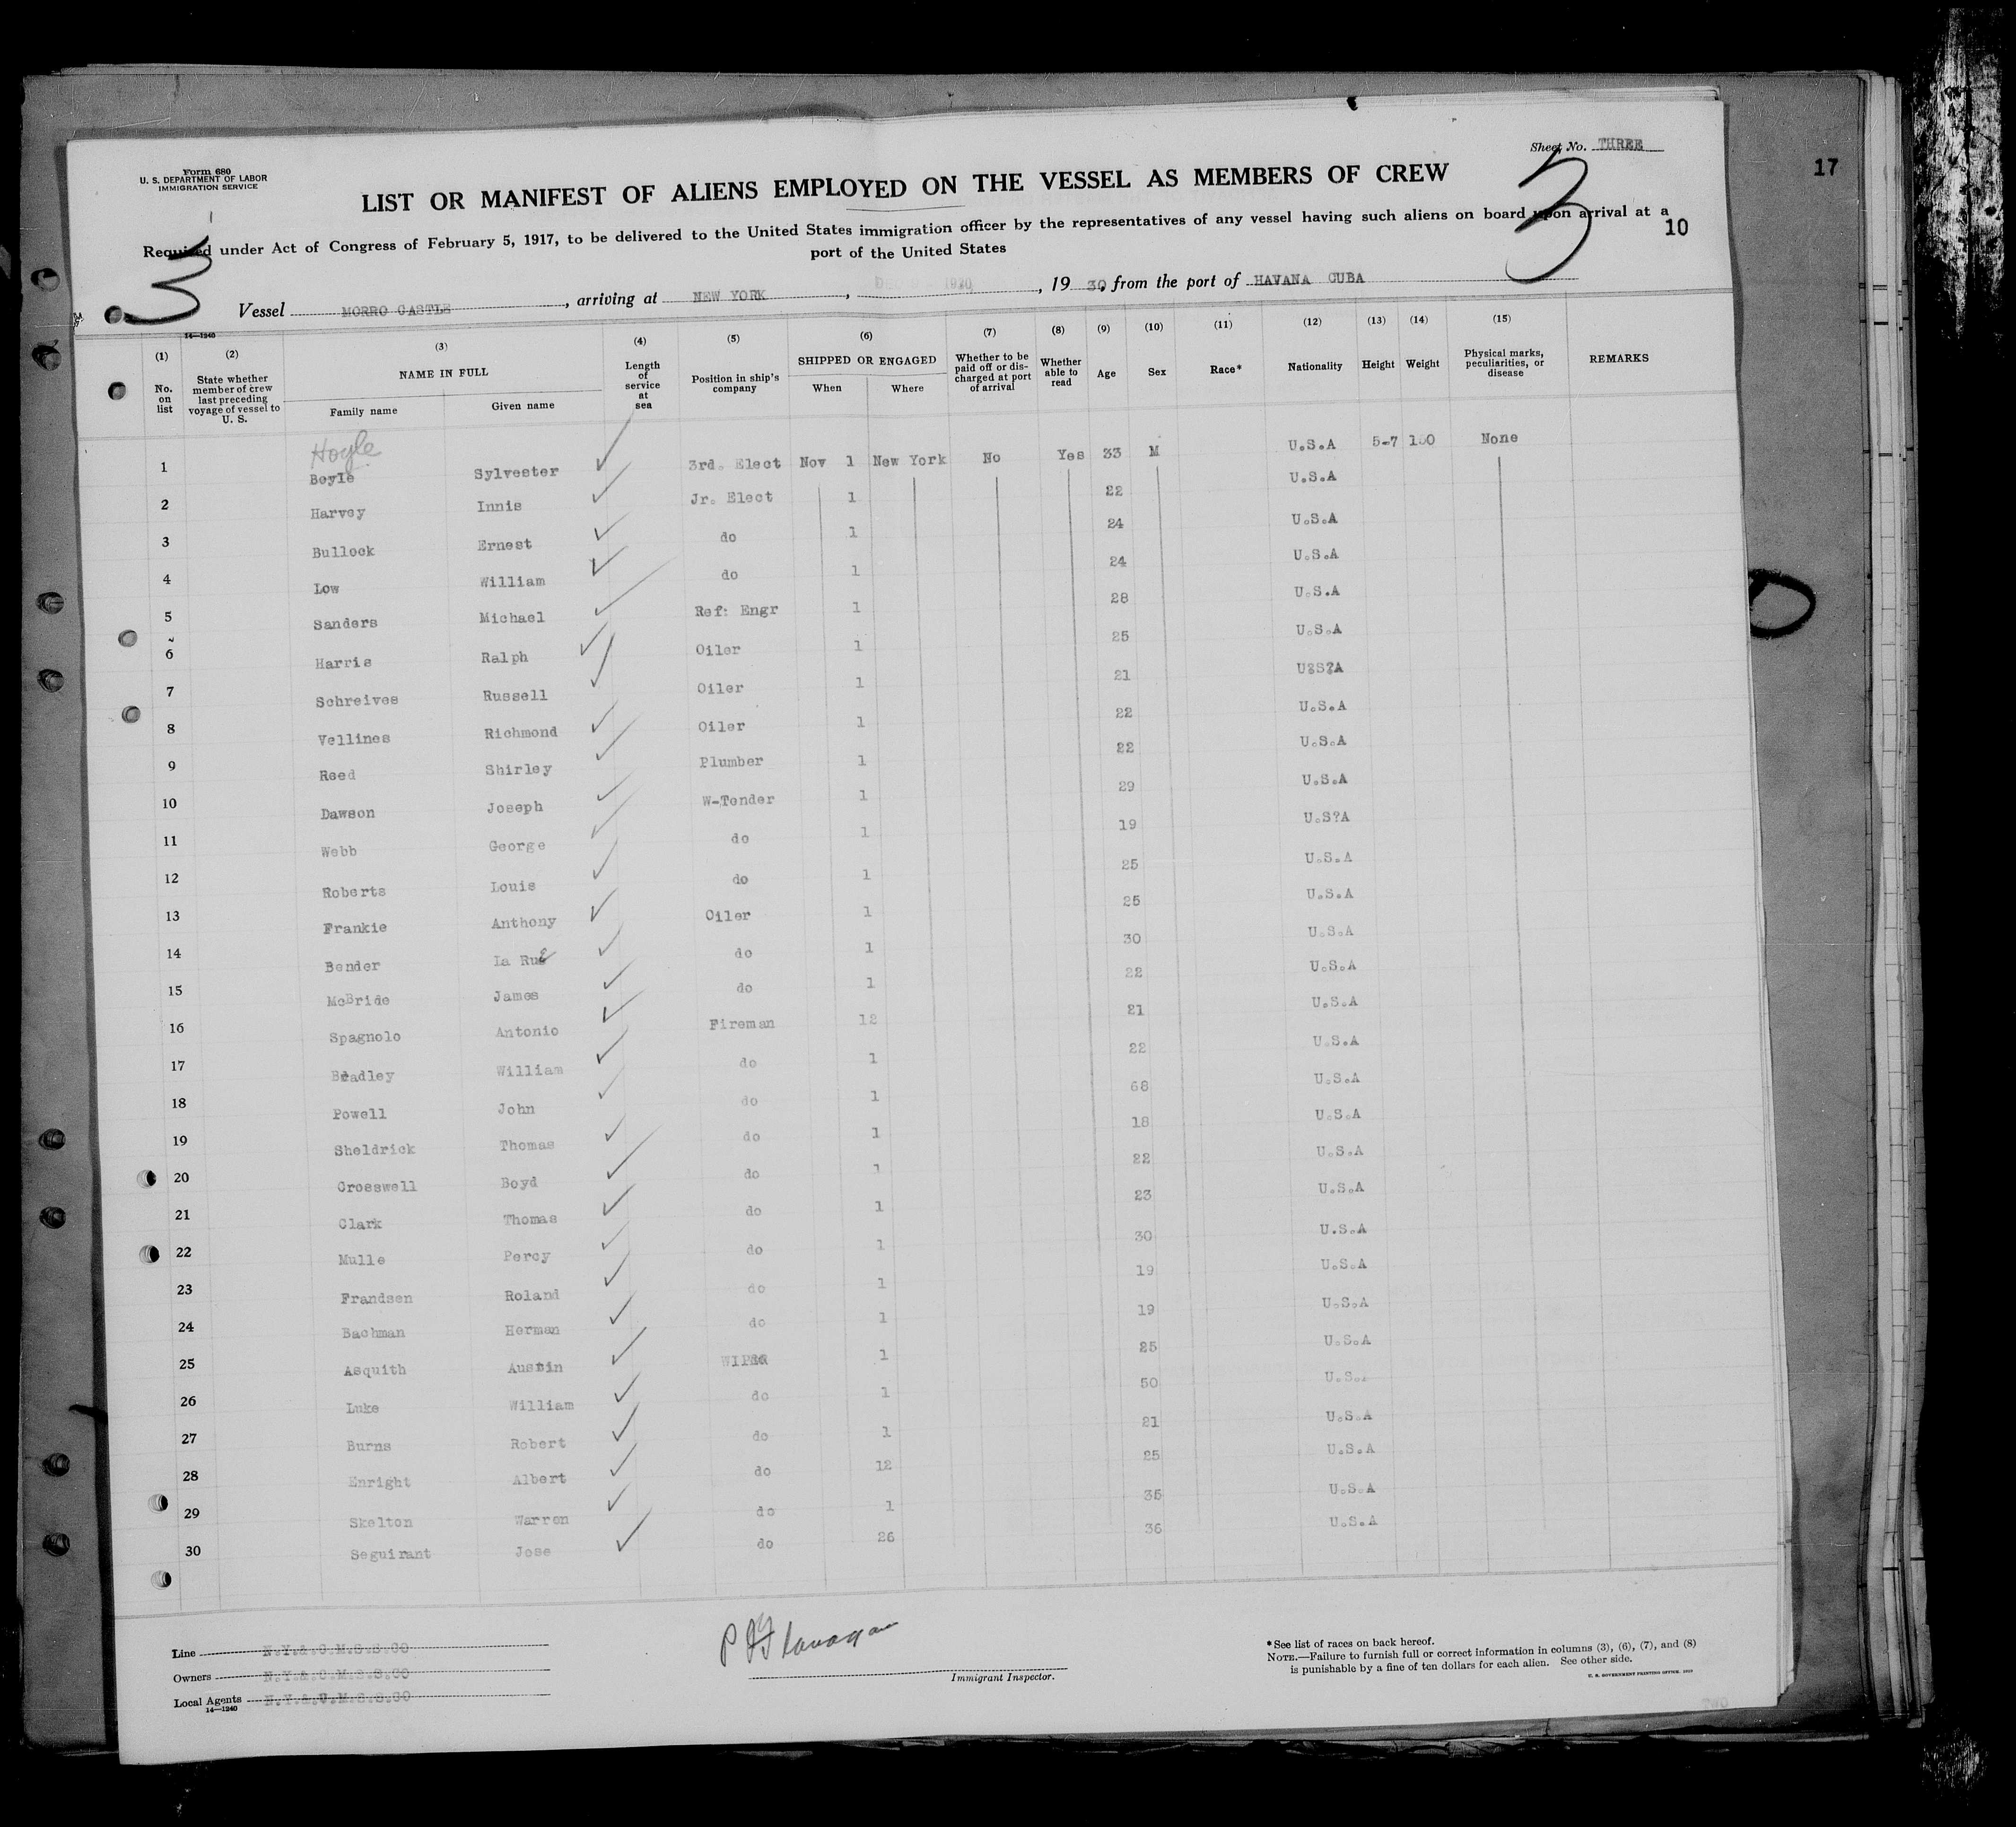 Form 680
U. S. DEPARTMENT OF LABOR
IMMIGRATION SERVICE
Sheet No. THREE
17
LIST OR MANIFEST OF ALIENS EMPLOYED ON THE VESSEL AS MEMBERS OF CREW
3
3
10
Required under Act of Congress of February 5, 1917, to be delivered to the United States immigration officer by the representatives of any vessel having such aliens on board upon arrival at a
port of the United States
Vessel MORRO CASTLE, arriving at NEW YORK, 1930, from the port of HAVANA CUBA
14—1240
(1) (2) (3) (4) (5) (6) (7) (8) (9) (10) (11) (12) (13) (14) (15)
No. on list
State whether member of crew last preceding voyage of vessel to U. S.
NAME IN FULL
Family name Given name
Length of service at sea
Position in ship's company
SHIPPED OR ENGAGED
When Where
Whether to be paid off or discharged at port of arrival
Whether able to read
Age
Sex
Race*
Nationality
Height
Weight
Physical marks, peculiarities, or disease
REMARKS
Hoyle
1 Boyle Sylvester 3rd. Elect Nov 1 New York No Yes 33 M U.S.A 5-7 None
2 Harvey Innis Jr. Elect 1 22 U.S.A
3 Bullock Ernest do 1 24 U.S.A
4 Low William do 1 24 U.S.A
5 Sanders Michael Ref: Engr 1 28 U.S.A
6 Harris Ralph Oiler 1 25 U.S.A
7 Schreives Russell Oiler 1 21 U?S?A
8 Vellines Richmond Oiler 1 22 U.S.A
9 Reed Shirley Plumber 1 22 U.S.A
10 Dawson Joseph W-Tender 1 29 U.S.A
11 Webb George do 1 19 U.S?A
12 Roberts Louis do 1 25 U.S.A
13 Frankie Anthony Oiler 1 25 U.S.A
14 Bender La Rue do 1 30 U.S.A
15 McBride James do 1 22 U.S.A
16 Spagnolo Antonio Fireman 12 21 U.S.A
17 Bradley William do 1 22 U.S.A
18 Powell John do 1 68 U.S.A
19 Sheldrick Thomas do 1 18 U.S.A
20 Crosswell Boyd do 1 22 U.S.A
21 Clark Thomas do 1 23 U.S.A
22 Mulle Percy do 1 30 U.S.A
23 Frandsen Roland do 1 19 U.S.A
24 Bachman Herman do 1 19 U.S.A
25 Asquith Austin WIPER 1 25 U.S.A
26 Luke William do 1 50 U.S.A
27 Burns Robert do 1 21 U.S.A
28 Enright Albert do 12 25 U.S.A
29 Skelton Warren do 1 35 U.S.A
30 Seguirant Jose do 26 36 U.S.A
Line N.Y.&.C.M.S.S.CO
Owners N.Y.&.C.M.S.S.CO
Local Agents N.Y.&.C.M.S.S.CO
14—1240
Flanagan
Immigrant Inspector.
*See list of races on back hereof.
NOTE.—Failure to furnish full or correct information in columns (3), (6), (7), and (8)
is punishable by a fine of ten dollars for each alien. See other side.
U. S. GOVERNMENT PRINTING OFFICE: 1929
TWO